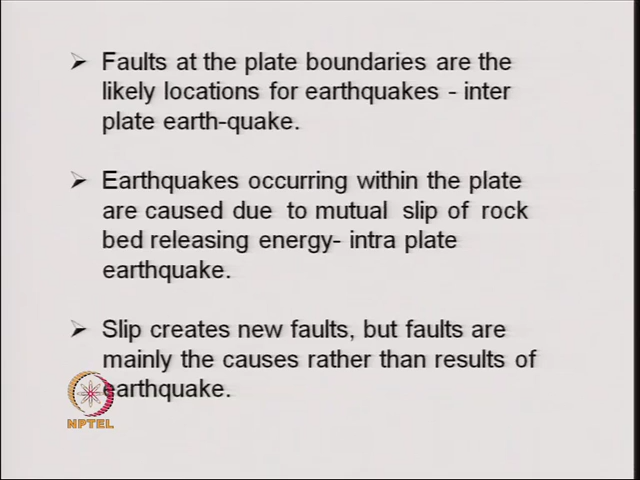 Faults at the plate boundaries are the
likely locations for earthquakes - inter
plate earth-quake.
Earthquakes occurring within the plate
are caused due to mutual slip of rock
bed releasing energy- intra plate
earthquake.
Slip creates new faults, but faults are
mainly the causes rather than results of
earthquake.
NPTEL